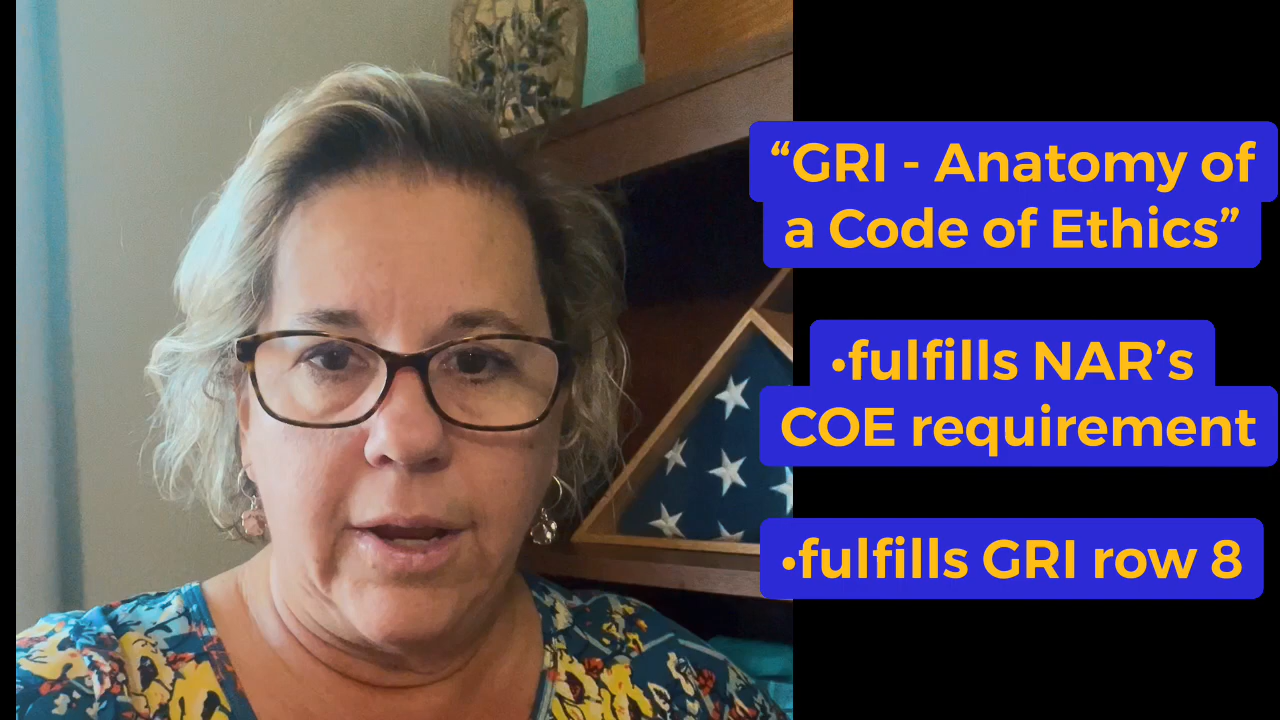 “GRI - Anatomy of
a Code of Ethics”
•fulfills NAR’s
COE requirement
•fulfills GRI row 8